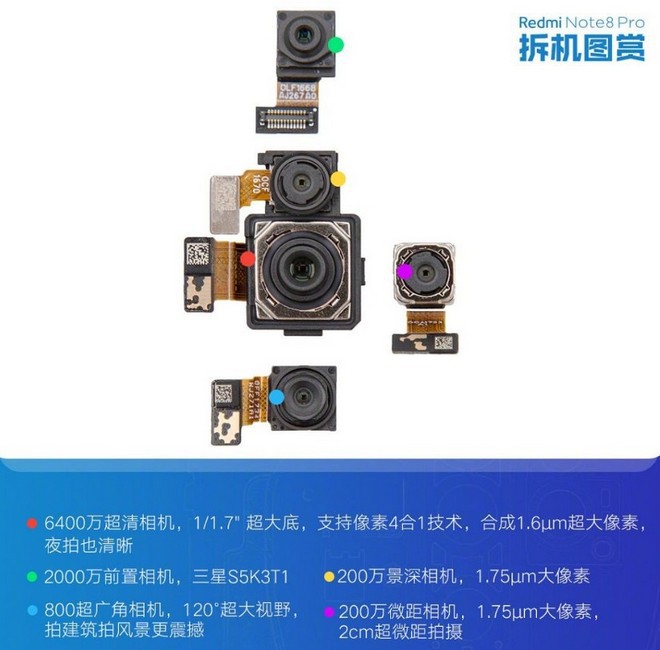 Redmi Note8 Pro
拆机图赏
OLF1668
AJ267A0
OCF
1670
OFF1734
AJ271A1
6400万超清相机，1/1.7" 超大底，支持像素4合1技术，合成1.6μm超大像素，
夜拍也清晰
2000万前置相机，三星S5K3T1
200万景深相机，1.75μm大像素
800超广角相机，120°超大视野，
拍建筑拍风景更震撼
200万微距相机，1.75μm大像素，
2cm超微距拍摄